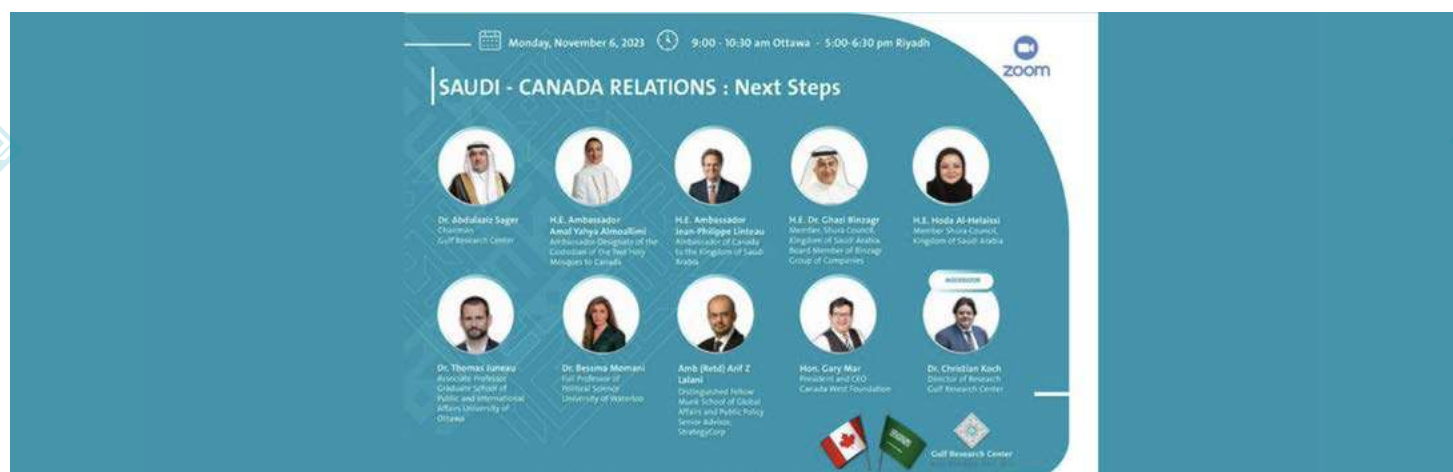 Monday, November 6, 2023
9:00 - 10:30 am Ottawa - 5:00-6:30 pm Riyadh
zoom
SAUDI - CANADA RELATIONS : Next Steps
Dr. Abdulaziz Sager
Chairman
Gulf Research Center
H.E. Ambassador
Amal Yahya Almoallimi
Ambassador Designate of the
Custodian of the Two Holy
Mosques to Canada
H.E. Ambassador
Jean-Philippe Linteau
Ambassador of Canada
to the Kingdom of Saudi
Arabia
H.E. Dr. Ghazi Binzagr
Member, Shura Council,
Kingdom of Saudi Arabia
Board Member of Binzagr
Group of Companies
H.E. Hoda Al-Helaissi
Member Shura Council,
Kingdom of Saudi Arabia
Dr. Thomas Juneau
Associate Professor
Graduate School of
Public and International
Affairs University of
Ottawa
Dr. Bessma Momani
Full Professor of
Political Science
University of Waterloo
Amb (Retd) Arif Z
Lalani
Distinguished Fellow
Munk School of Global
Affairs and Public Policy
Senior Advisor,
StrategyCorp
Hon. Gary Mar
President and CEO
Canada West Foundation
MODERATOR
Dr. Christian Koch
Director of Research
Gulf Research Center
Gulf Research Center